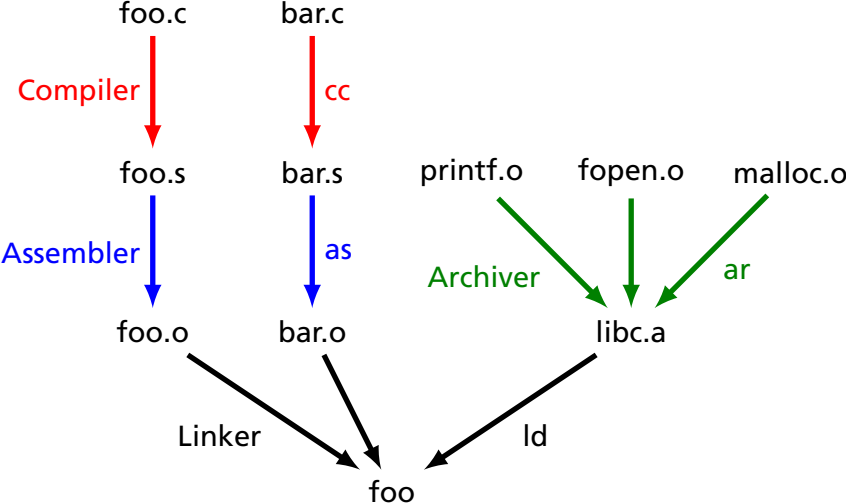 foo.c bar.c
Compiler cc
foo.s bar.s printf.o fopen.o malloc.o
Assembler as Archiver ar
foo.o bar.o libc.a
Linker ld
foo